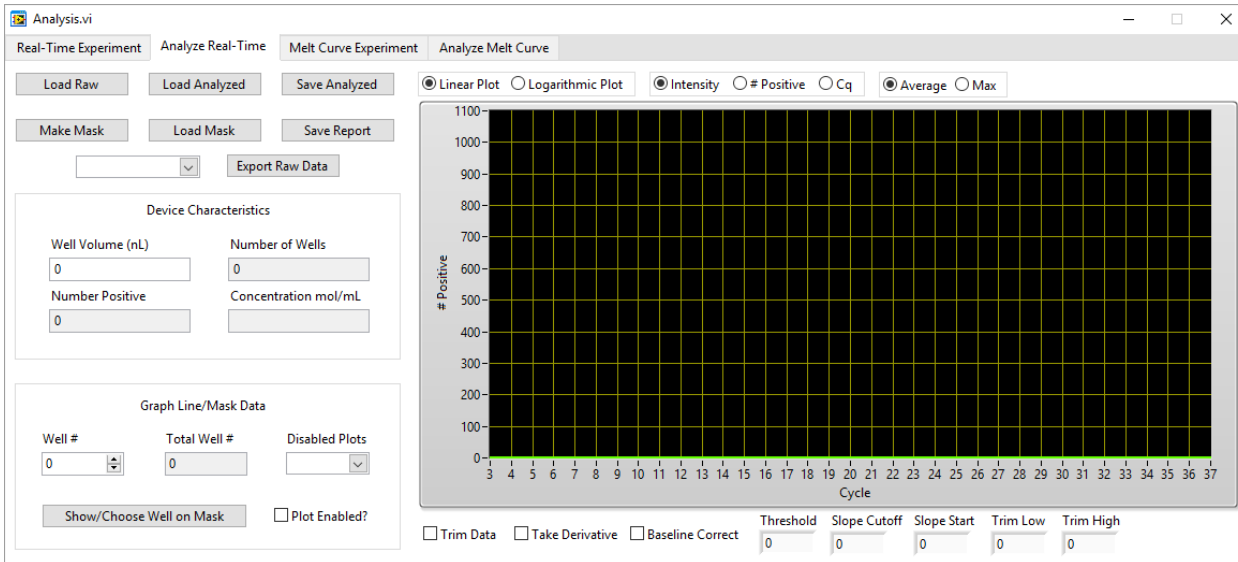 Analysis.vi
Real-Time Experiment Analyze Real-Time Melt Curve Experiment Analyze Melt Curve
Load Raw Load Analyzed Save Analyzed
Linear Plot Logarithmic Plot Intensity # Positive Cq Average Max
Make Mask Load Mask Save Report
Export Raw Data
Device Characteristics
Well Volume (nL) Number of Wells
0 0
Number Positive Concentration mol/mL
0
Graph Line/Mask Data
Well # Total Well # Disabled Plots
0 0
Show/Choose Well on Mask Plot Enabled?
1100
1000
900
800
700
600
500
400
300
200
100
0
# Positive
3 4 5 6 7 8 9 10 11 12 13 14 15 16 17 18 19 20 21 22 23 24 25 26 27 28 29 30 31 32 33 34 35 36 37
Cycle
Trim Data Take Derivative Baseline Correct
Threshold Slope Cutoff Slope Start Trim Low Trim High
0 0 0 0 0